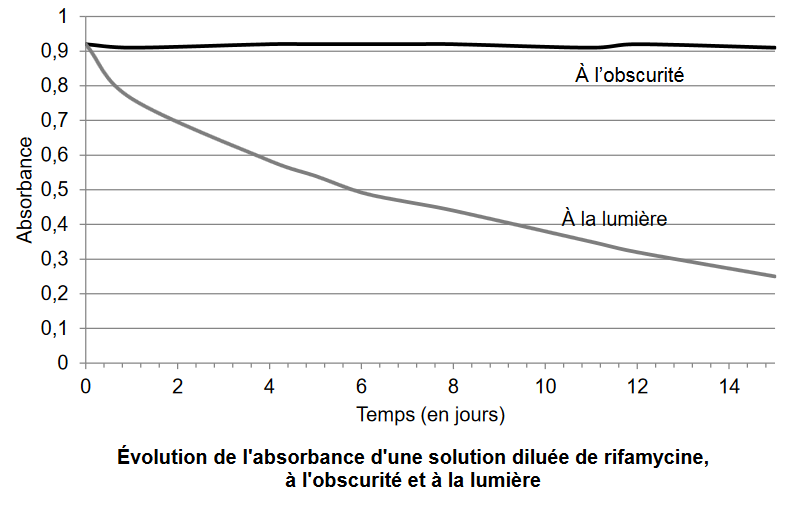 1
0,9
0,8
0,7
0,6
0,5
0,4
0,3
0,2
0,1
0
Absorbance
À l'obscurité
À la lumière
0 2 4 6 8 10 12 14
Temps (en jours)
Évolution de l'absorbance d'une solution diluée de rifamycine,
à l'obscurité et à la lumière